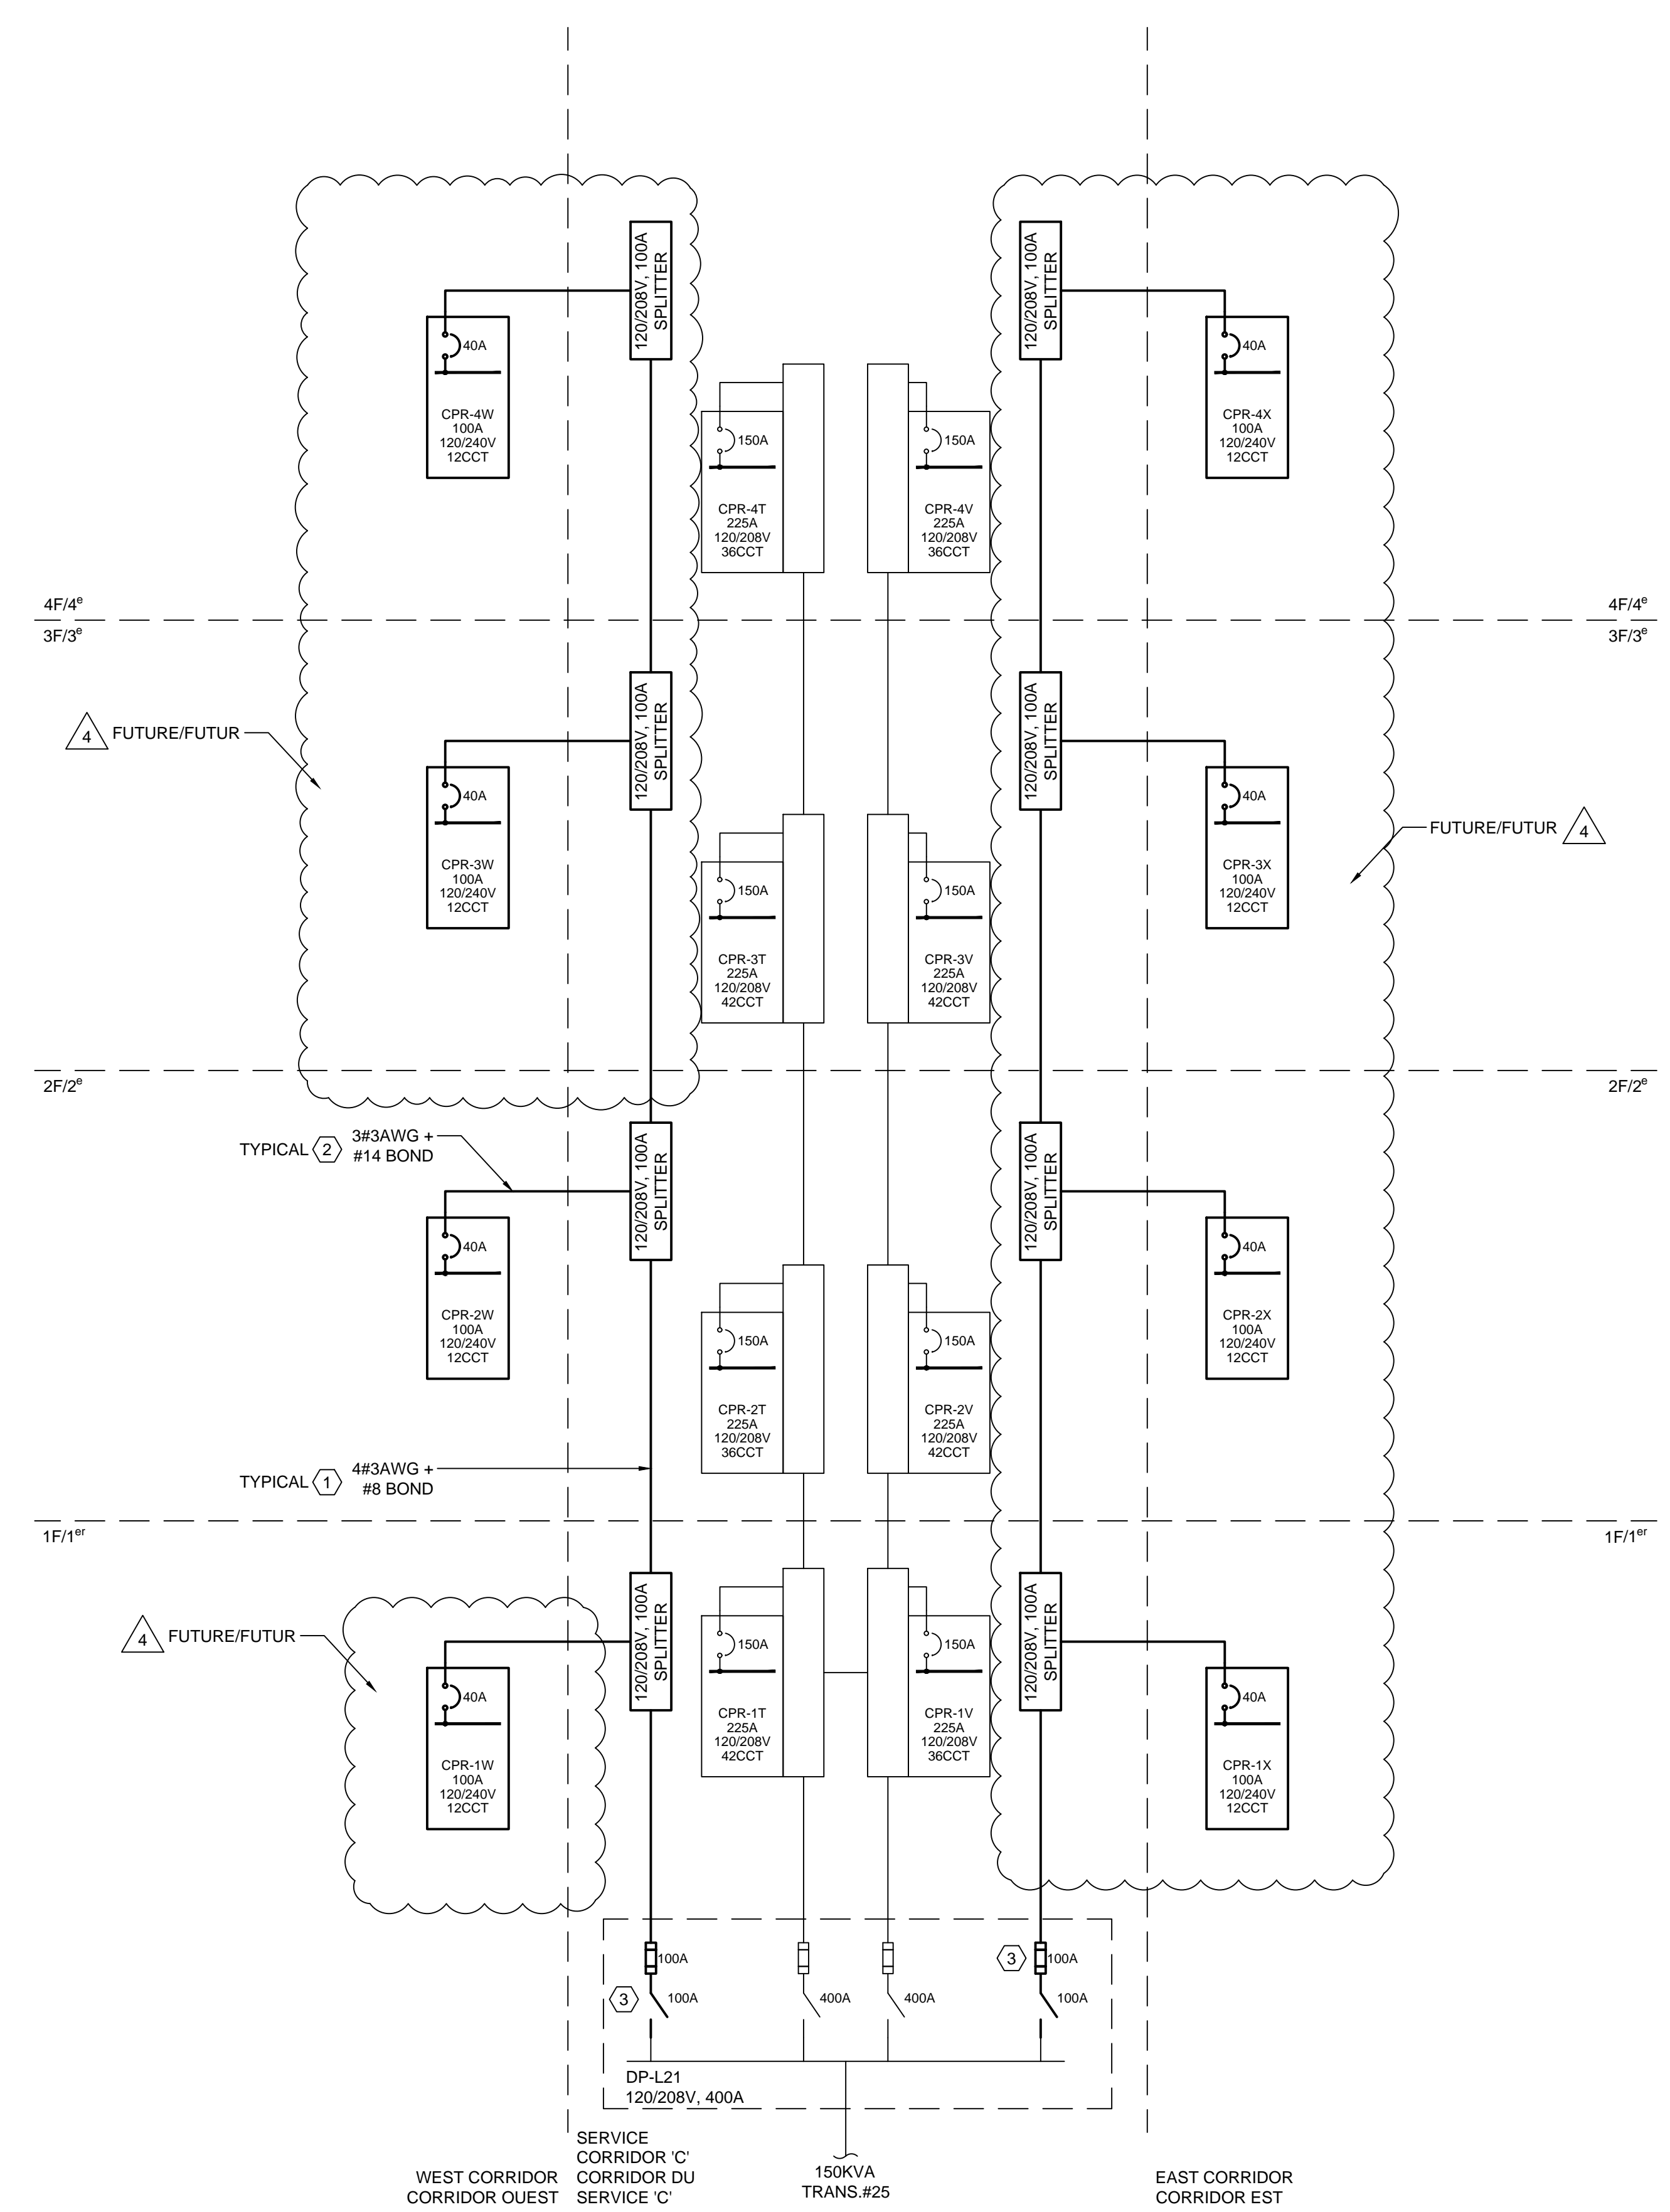 120/208V, 100A
SPLITTER
120/208V, 100A
SPLITTER
40A
CPR-4W
100A
120/240V
12CCT
150A
CPR-4T
225A
120/208V
36CCT
150A
CPR-4V
225A
120/208V
36CCT
40A
CPR-4X
100A
120/240V
12CCT
4F/4e
3F/3e
4F/4e
3F/3e
120/208V, 100A
SPLITTER
120/208V, 100A
SPLITTER
4 FUTURE/FUTUR
40A
CPR-3W
100A
120/240V
12CCT
150A
CPR-3T
225A
120/208V
42CCT
150A
CPR-3V
225A
120/208V
42CCT
40A
CPR-3X
100A
120/240V
12CCT
FUTURE/FUTUR 4
2F/2e
2F/2e
TYPICAL 2 3#3AWG +
#14 BOND
120/208V, 100A
SPLITTER
120/208V, 100A
SPLITTER
40A
CPR-2W
100A
120/240V
12CCT
150A
CPR-2T
225A
120/208V
36CCT
150A
CPR-2V
225A
120/208V
42CCT
40A
CPR-2X
100A
120/240V
12CCT
TYPICAL 1 4#3AWG +
#8 BOND
1F/1er
1F/1er
120/208V, 100A
SPLITTER
120/208V, 100A
SPLITTER
4 FUTURE/FUTUR
40A
CPR-1W
100A
120/240V
12CCT
150A
CPR-1T
225A
120/208V
42CCT
150A
CPR-1V
225A
120/208V
36CCT
40A
CPR-1X
100A
120/240V
12CCT
100A
3 100A
3 100A
100A
400A
400A
DP-L21
120/208V, 400A
WEST CORRIDOR
CORRIDOR OUEST
SERVICE
CORRIDOR 'C'
CORRIDOR DU
SERVICE 'C'
150KVA
TRANS.#25
EAST CORRIDOR
CORRIDOR EST